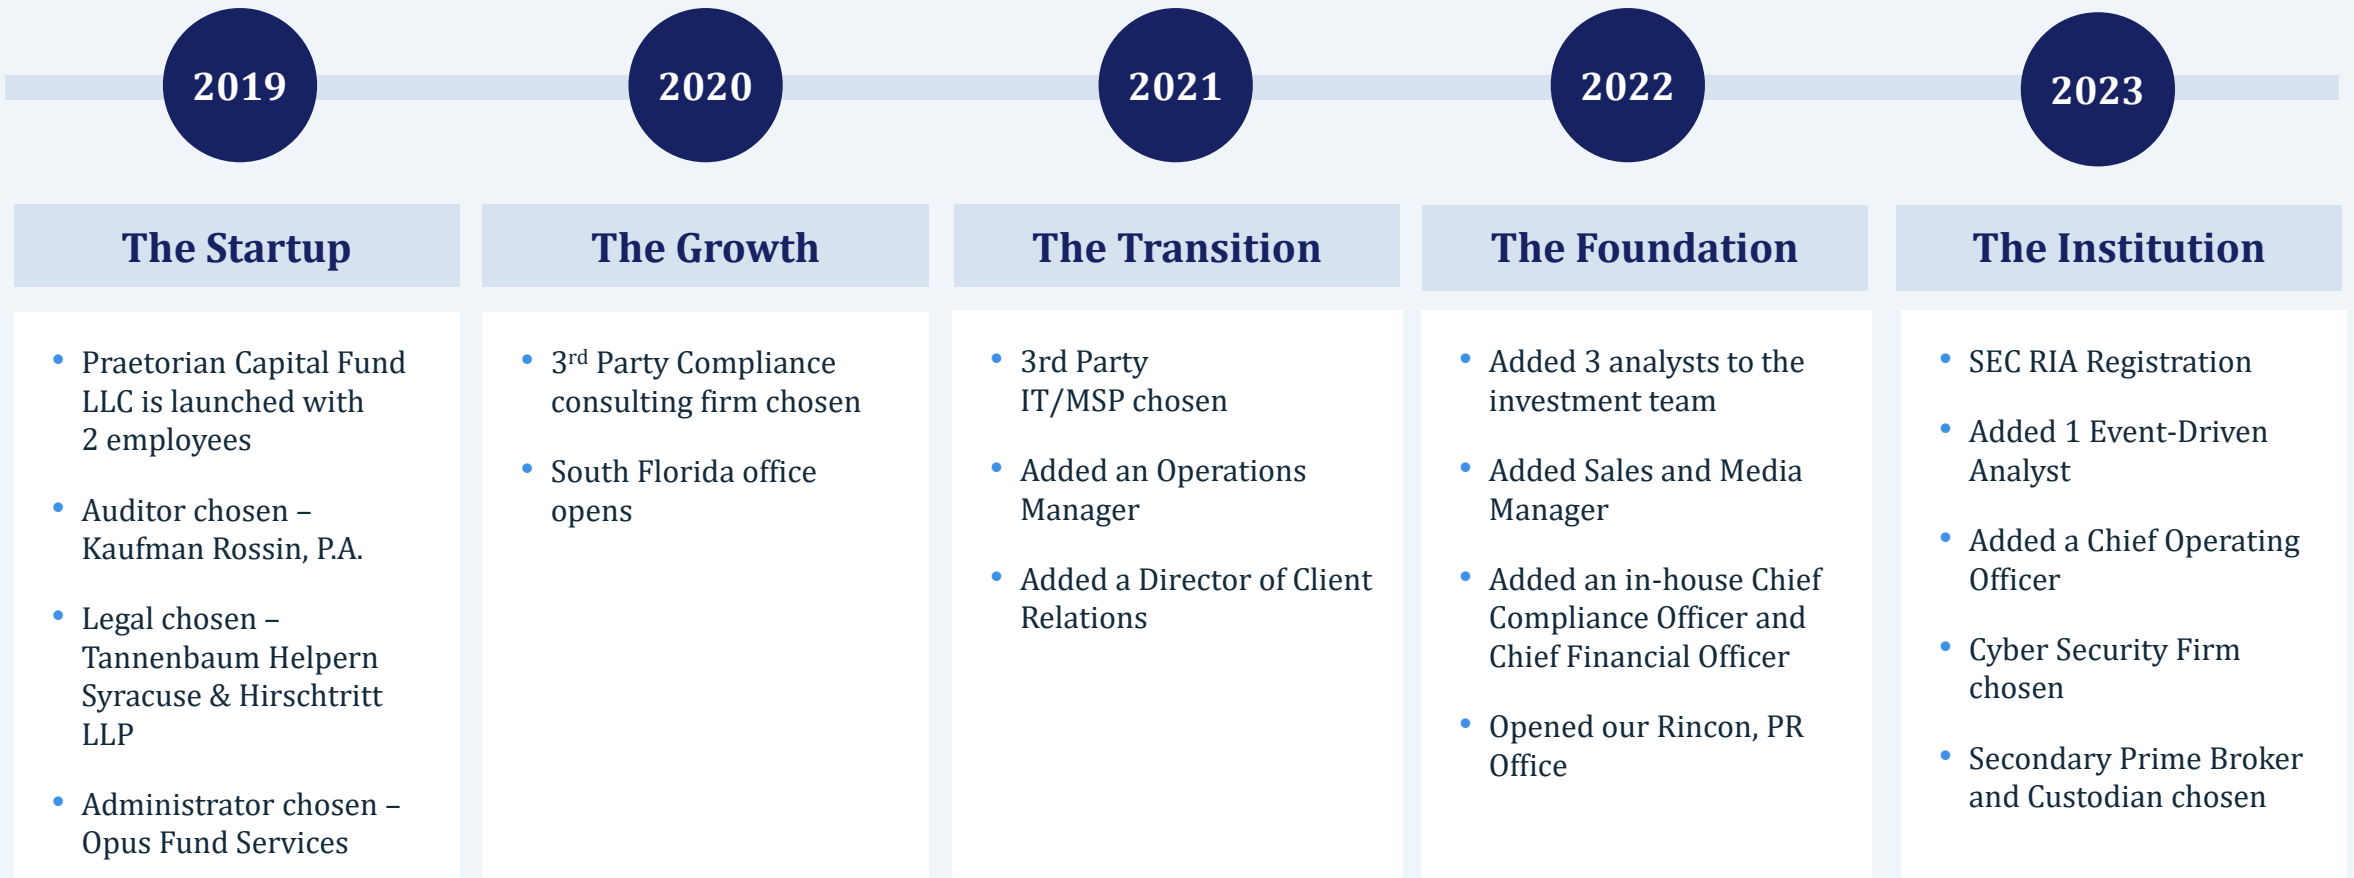 2019
2020
2021
2022
2023
The Startup
The Growth
The Transition
The Foundation
The Institution
• Praetorian Capital Fund
LLC is launched with
2 employees
• Auditor chosen –
Kaufman Rossin, P.A.
• Legal chosen –
Tannenbaum Helpern
Syracuse & Hirschtritt
LLP
• Administrator chosen –
Opus Fund Services
• 3rd Party Compliance
consulting firm chosen
• South Florida office
opens
• 3rd Party
IT/MSP chosen
• Added an Operations
Manager
• Added a Director of Client
Relations
• Added 3 analysts to the
investment team
• Added Sales and Media
Manager
• Added an in-house Chief
Compliance Officer and
Chief Financial Officer
• Opened our Rincon, PR
Office
• SEC RIA Registration
• Added 1 Event-Driven
Analyst
• Added a Chief Operating
Officer
• Cyber Security Firm
chosen
• Secondary Prime Broker
and Custodian chosen